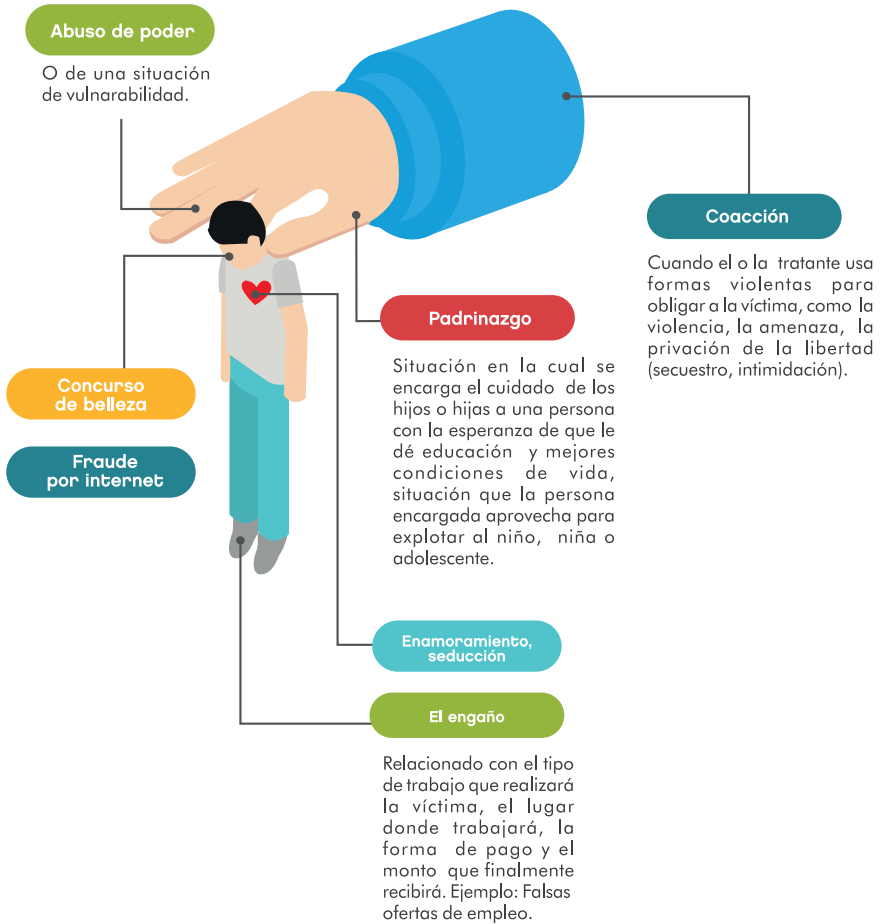 Abuso de poder
O de una situación
de vulnarabilidad.
Coacción
Cuando el o la tratante usa
formas violentas para
obligar a la víctima, como la
violencia, la amenaza, la
privación de la libertad
(secuestro, intimidación).
Padrinazgo
Situación en la cual se
encarga el cuidado de los
hijos o hijas a una persona
con la esperanza de que le
dé educación y mejores
condiciones de vida,
situación que la persona
encargada aprovecha para
explotar al niño, niña o
adolescente.
Concurso
de belleza
Fraude
por internet
Enamoramiento,
seducción
El engaño
Relacionado con el tipo
de trabajo que realizará
la víctima, el lugar
donde trabajará, la
forma de pago y el
monto que finalmente
recibirá. Ejemplo: Falsas
ofertas de empleo.